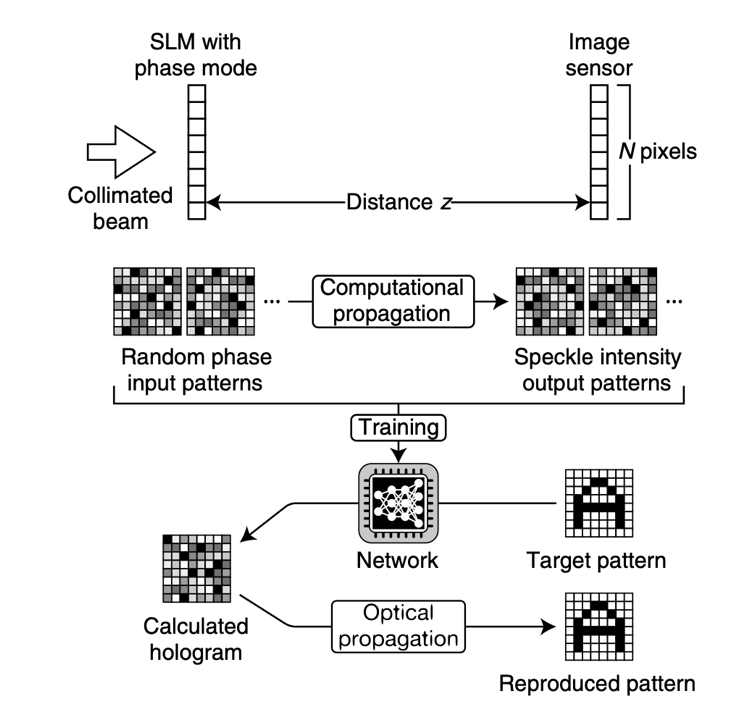 SLM with
phase mode
Image
sensor
N pixels
Collimated
beam
Distance z
Computational
propagation
...
...
Random phase
input patterns
Speckle intensity
output patterns
Training
Network
Target pattern
Calculated
hologram
Optical
propagation
Reproduced pattern